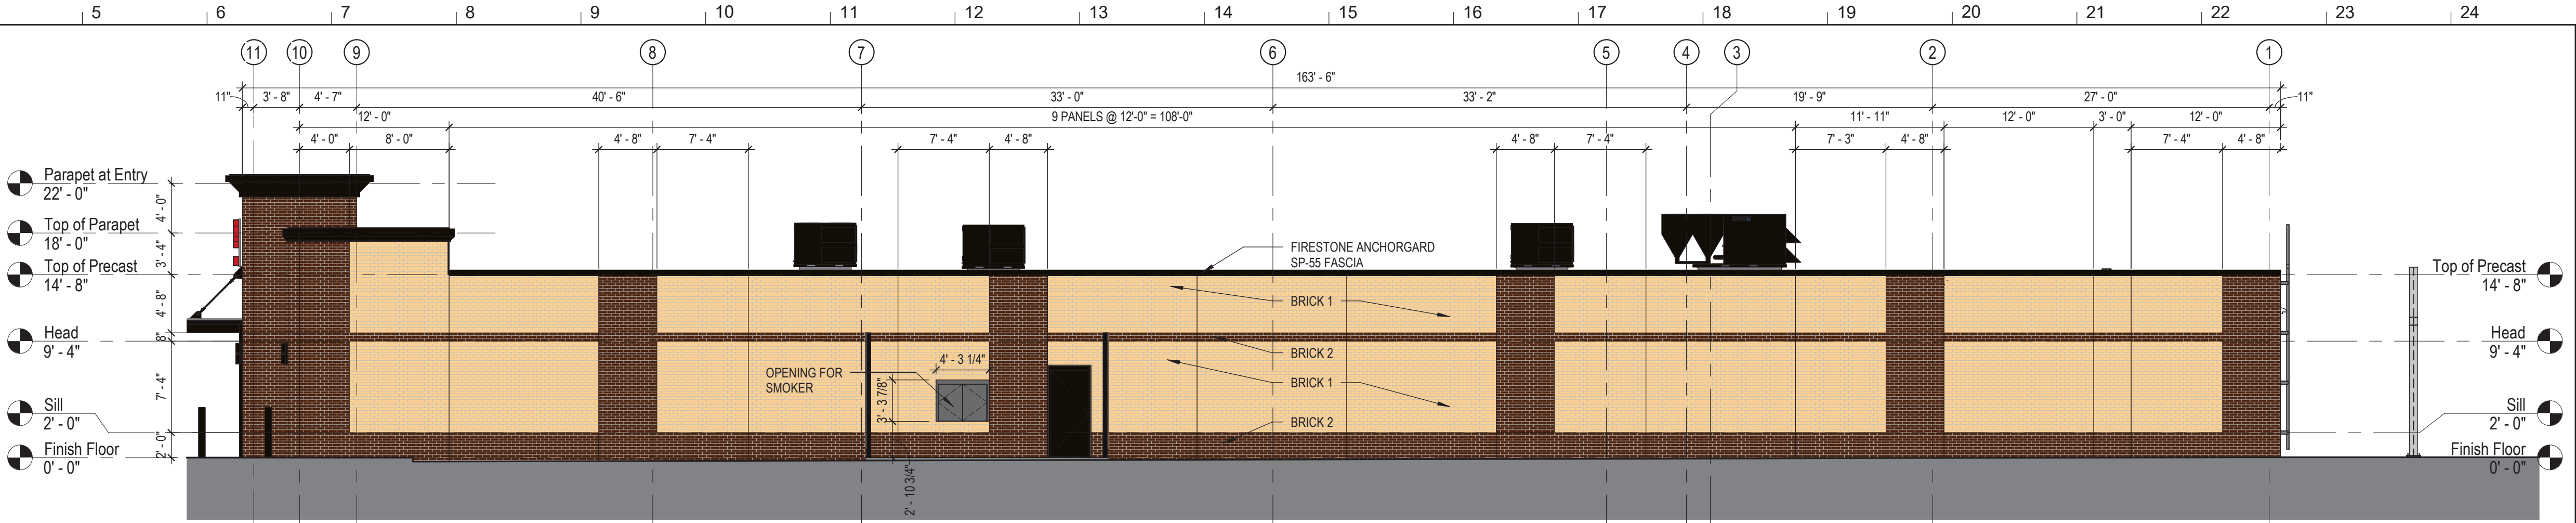 5 6 7 8 9 10 11 12 13 14 15 16 17 18 19 20 21 22 23 24
11 10 9 8 7 6 5 4 3 2 1
163' - 6"
11" 3' - 8" 4' - 7" 40' - 6" 33' - 0" 33' - 2" 19' - 9" 27' - 0" 11"
12' - 0" 9 PANELS @ 12'-0" = 108'-0" 11' - 11" 12' - 0" 3' - 0" 12' - 0"
4' - 0" 8' - 0" 4' - 8" 7' - 4" 7' - 4" 4' - 8" 4' - 8" 7' - 4" 7' - 3" 4' - 8" 7' - 4" 4' - 8"
Parapet at Entry
22' - 0"
4' - 0"
Top of Parapet
18' - 0"
3' - 4"
Top of Precast
14' - 8"
4' - 8"
Head
9' - 4"
8"
7' - 4"
Sill
2' - 0"
2' - 0"
Finish Floor
0' - 0"
FIRESTONE ANCHORGARD
SP-55 FASCIA
BRICK 1
BRICK 2
BRICK 1
BRICK 2
OPENING FOR
SMOKER
4' - 3 1/4"
3' - 3 7/8"
2' - 10 3/4"
Top of Precast
14' - 8"
Head
9' - 4"
Sill
2' - 0"
Finish Floor
0' - 0"